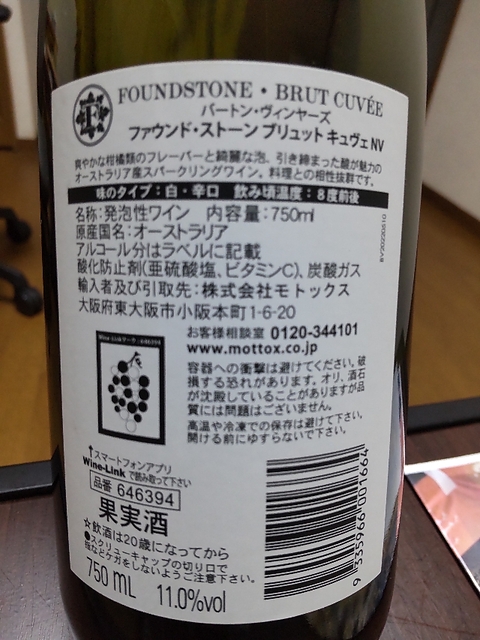 F
FOUNDSTONE・BRUT CUVÉE
バートン・ヴィンヤーズ
ファウンド・ストーン ブリュット キュヴェ NV
爽やかな柑橘類のフレーバーと綺麗な泡、引き締まった酸が魅力の
オーストラリア産スパークリングワイン。料理との相性抜群です。
味のタイプ：白・辛口 飲み頃温度：8度前後
名称：発泡性ワイン 内容量：750ml
原産国名：オーストラリア
アルコール分はラベルに記載
酸化防止剤(亜硫酸塩、ビタミンC)、炭酸ガス
輸入者及び引取先：株式会社モトックス
大阪府東大阪市小阪本町1-6-20
お客様相談室 0120-344101
www.mottox.co.jp
Wine-Linkマーク：646394
容器への衝撃は避けてください。破
損する恐れがあります。オリ、酒石
が沈殿していることがありますが品
質には問題はございません。
高温や冷凍での保存は避けて下さい。
開ける前にゆすらないで下さい。
↑スマートフォンアプリ
Wine-Linkで読み取って下さい
品番 646394
果実酒
☆飲酒は20歳になってから
●スクリューキャップの切り口で
指などケガをしないようご注意下さい。
750 mL 11.0%vol
9 335966 001664